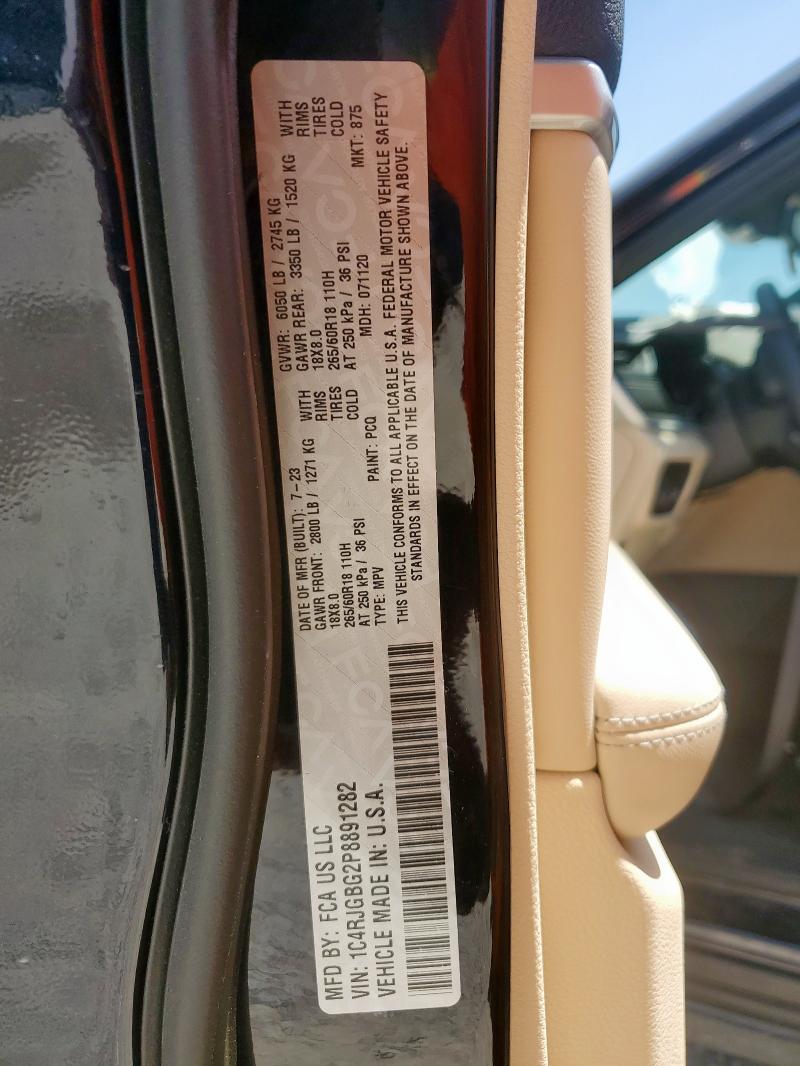 MFD BY: FCA US LLC
VIN: 1C4RJGBG2P8891282
VEHICLE MADE IN: U.S.A.
DATE OF MFR (BUILT): 7-23
GVWR: 6050 LB / 2745 KG
GAWR FRONT: 2800 LB / 1271 KG WITH
GAWR REAR: 3350 LB / 1520 KG WITH
18X8.0 RIMS
18X8.0 RIMS
265/60R18 110H TIRES
265/60R18 110H TIRES
AT 250 kPa / 36 PSI COLD
AT 250 kPa / 36 PSI COLD
TYPE: MPV PAINT: PCQ MDH: 071120 MKT: 875
THIS VEHICLE CONFORMS TO ALL APPLICABLE U.S.A. FEDERAL MOTOR VEHICLE SAFETY
STANDARDS IN EFFECT ON THE DATE OF MANUFACTURE SHOWN ABOVE.